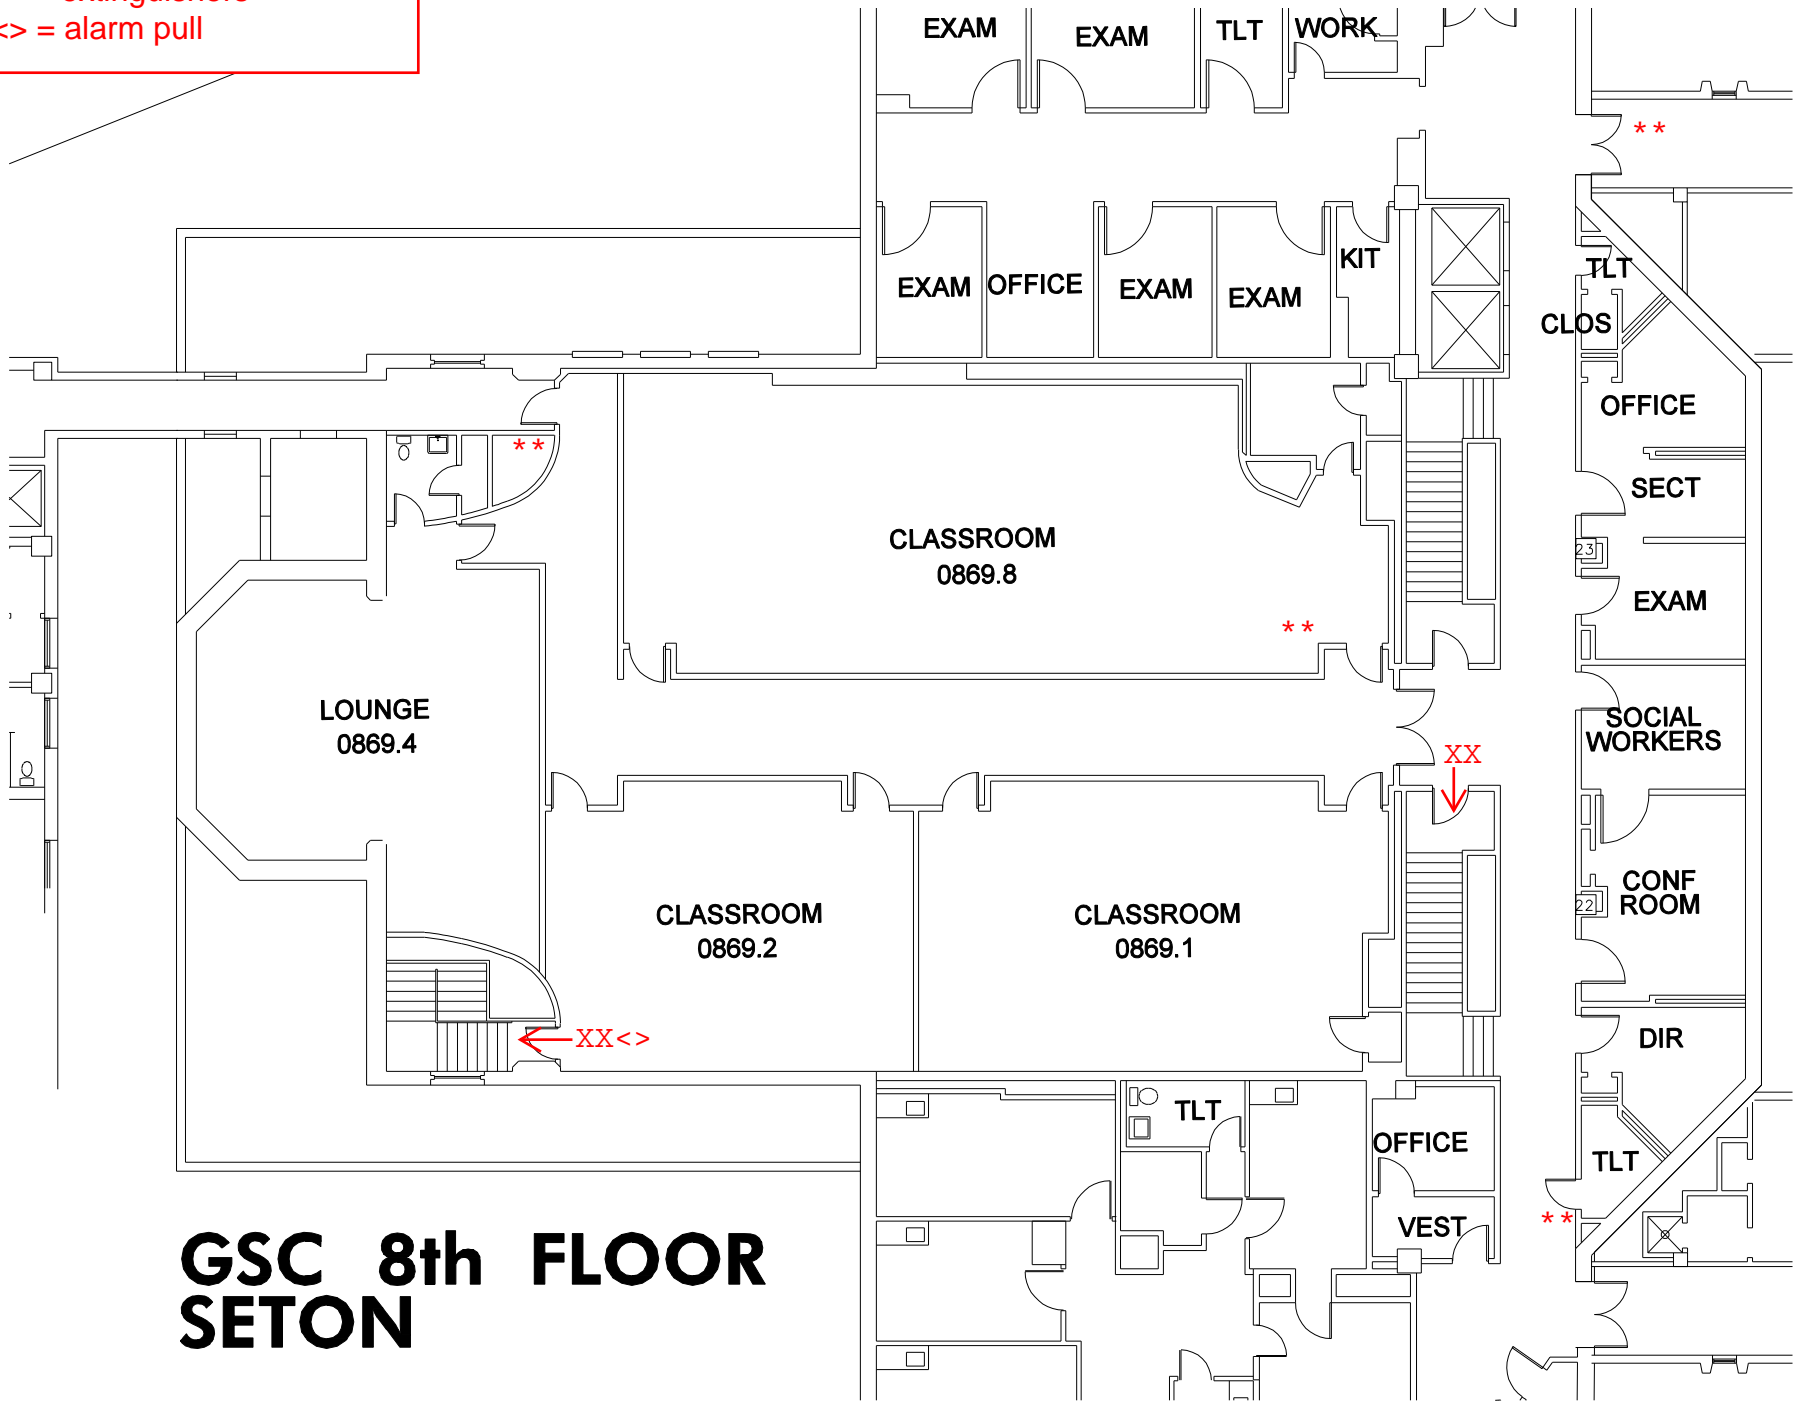 extinguishers
<> = alarm pull
EXAM
EXAM
TLT
WORK
**
EXAM
OFFICE
EXAM
EXAM
KIT
TLT
CLOS
OFFICE
**
SECT
CLASSROOM
0869.8
23
EXAM
**
LOUNGE
0869.4
SOCIAL
WORKERS
XX
CONF
ROOM
22
CLASSROOM
0869.2
CLASSROOM
0869.1
XX<>
DIR
TLT
OFFICE
TLT
VEST
**
GSC 8th FLOOR
SETON